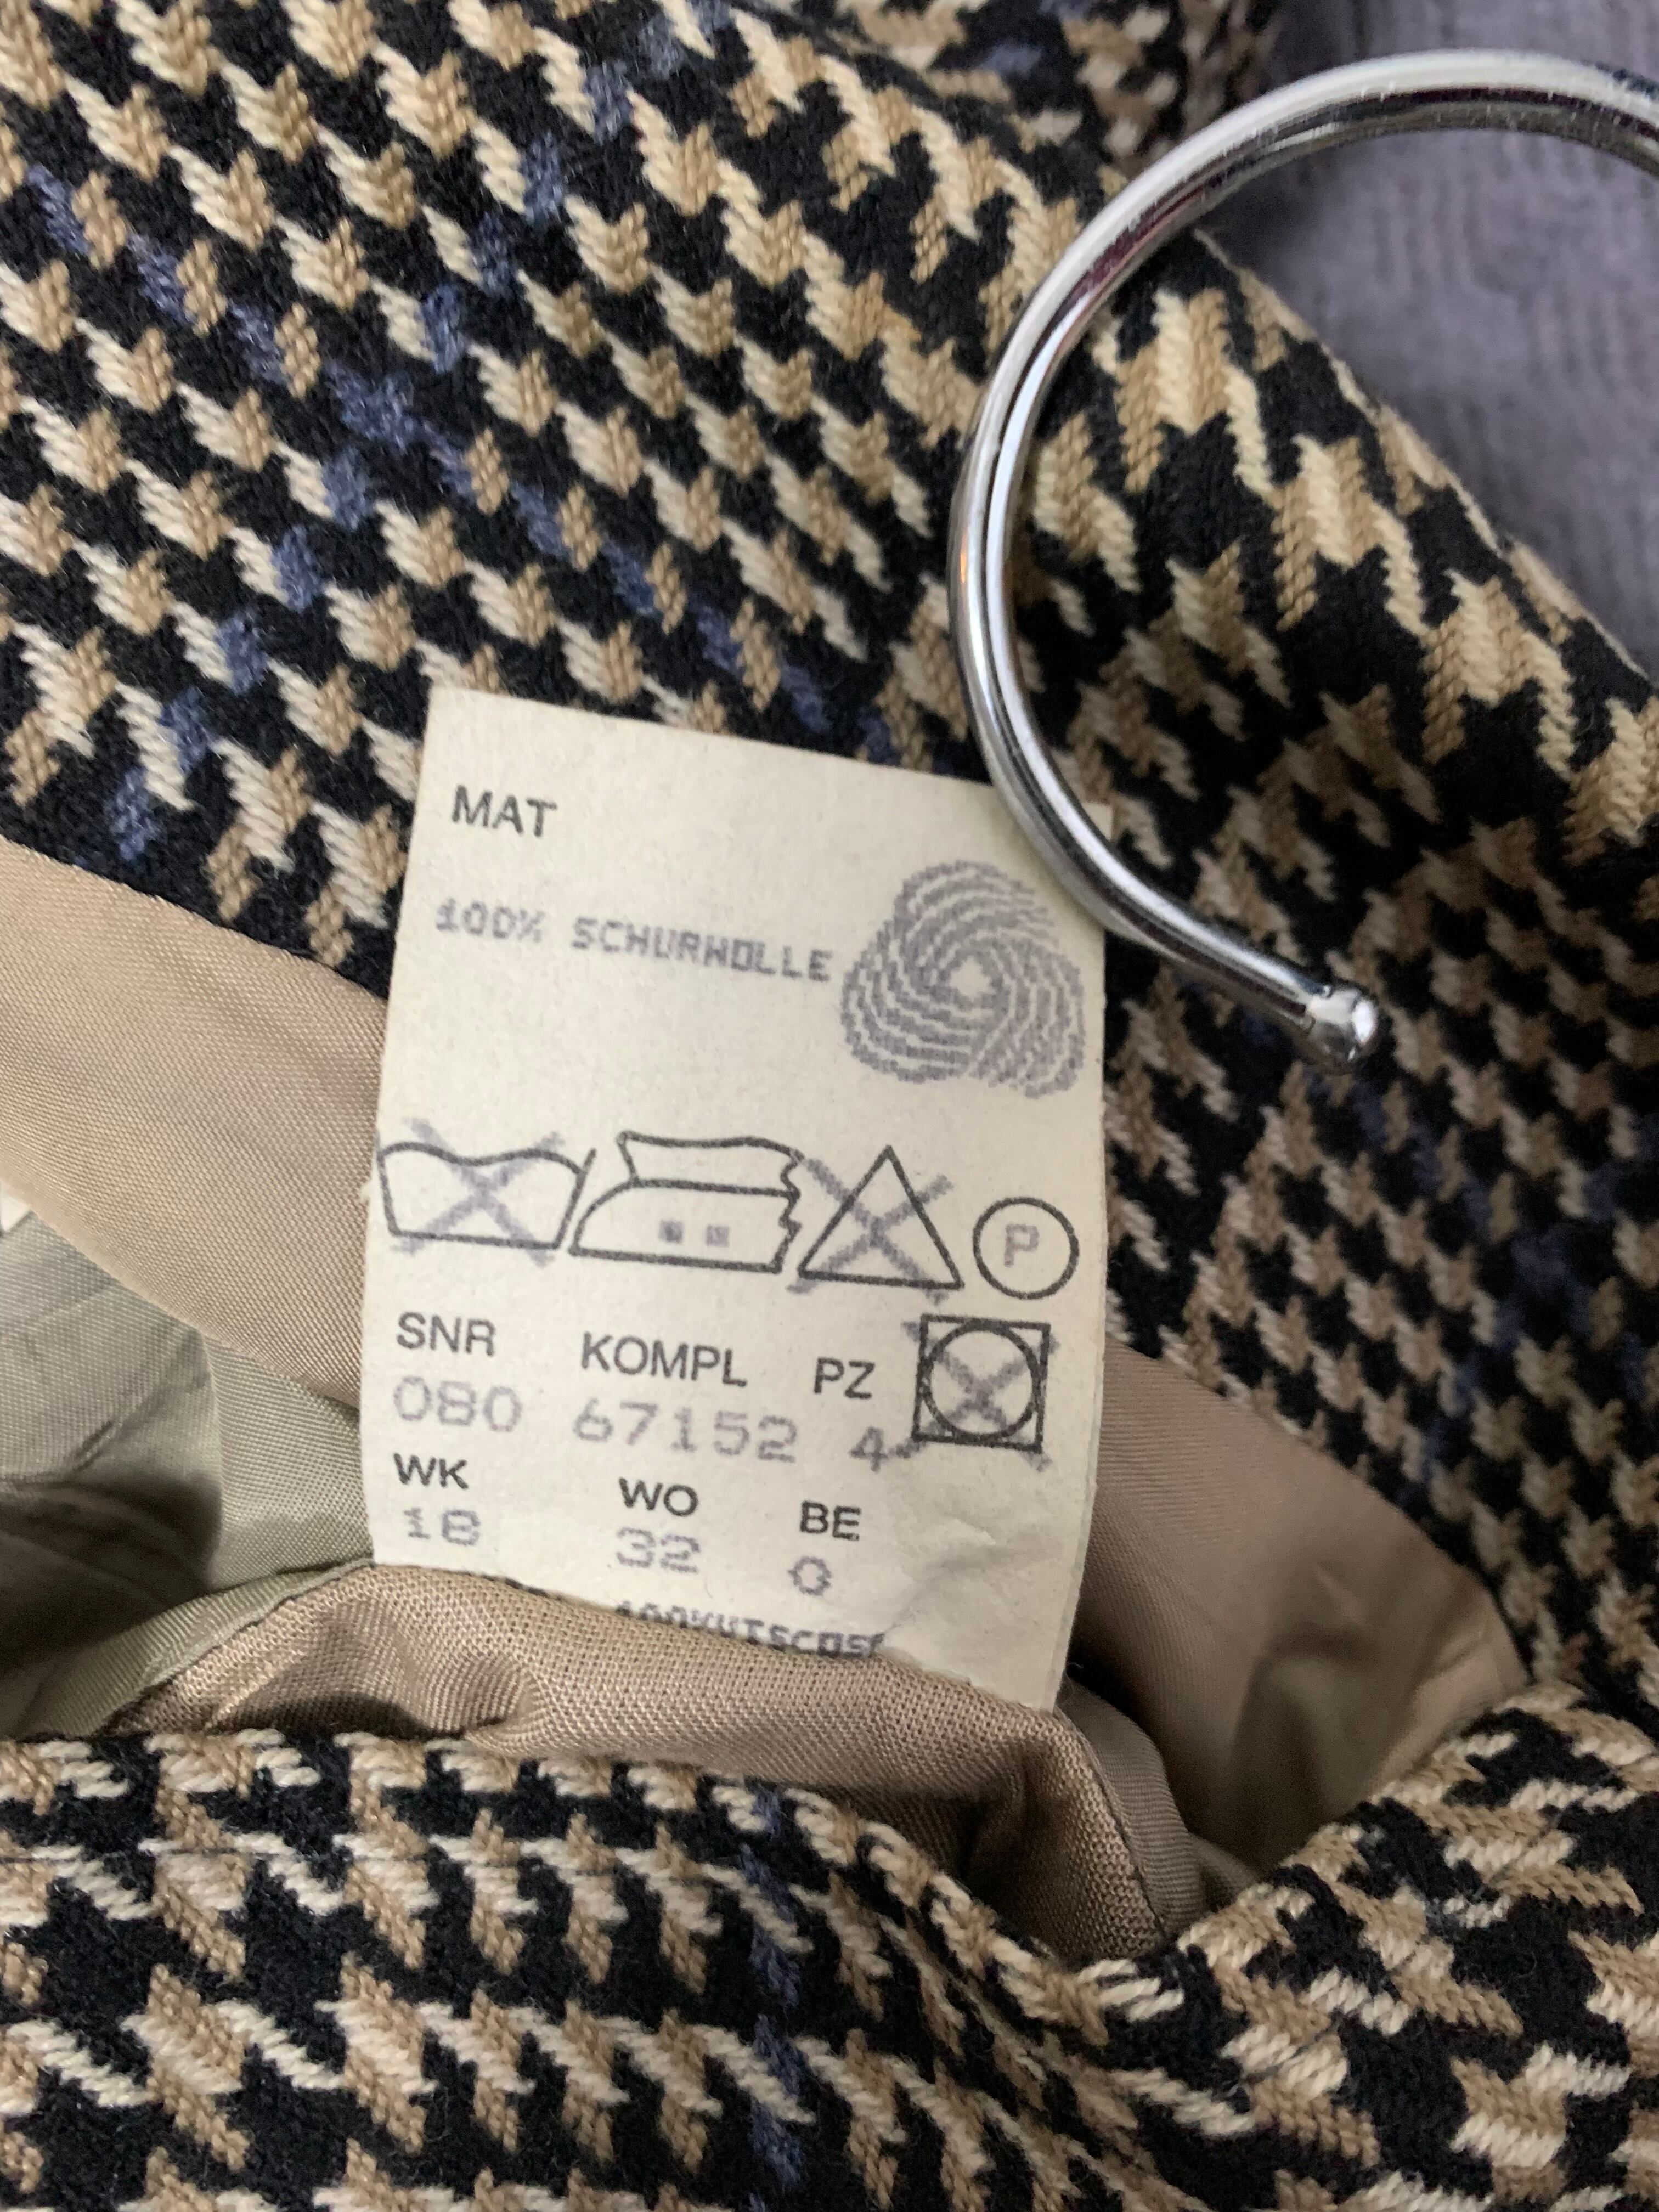 MAT
100% SCHURWOLLE
P
SNR KOMPL PZ
080 67152 4
WK WO BE
18 32 0